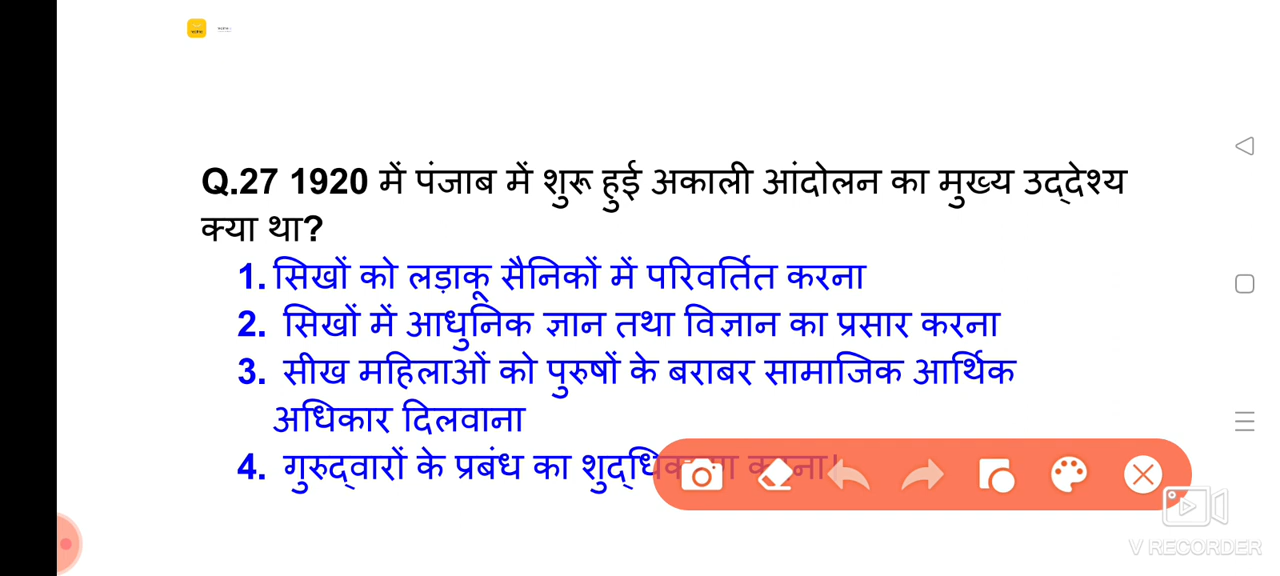 Q.27 1920 में पंजाब में शुरू हुई अकाली आंदोलन का मुख्य उद्देश्य
क्या था?
1. सिखों को लड़ाकू सैनिकों में परिवर्तित करना
2. सिखों में आधुनिक ज्ञान तथा विज्ञान का प्रसार करना
3. सीख महिलाओं को पुरुषों के बराबर सामाजिक आर्थिक
अधिकार दिलवाना
4. गुरुद्वारों के प्रबंध का करना।
V RECORDER